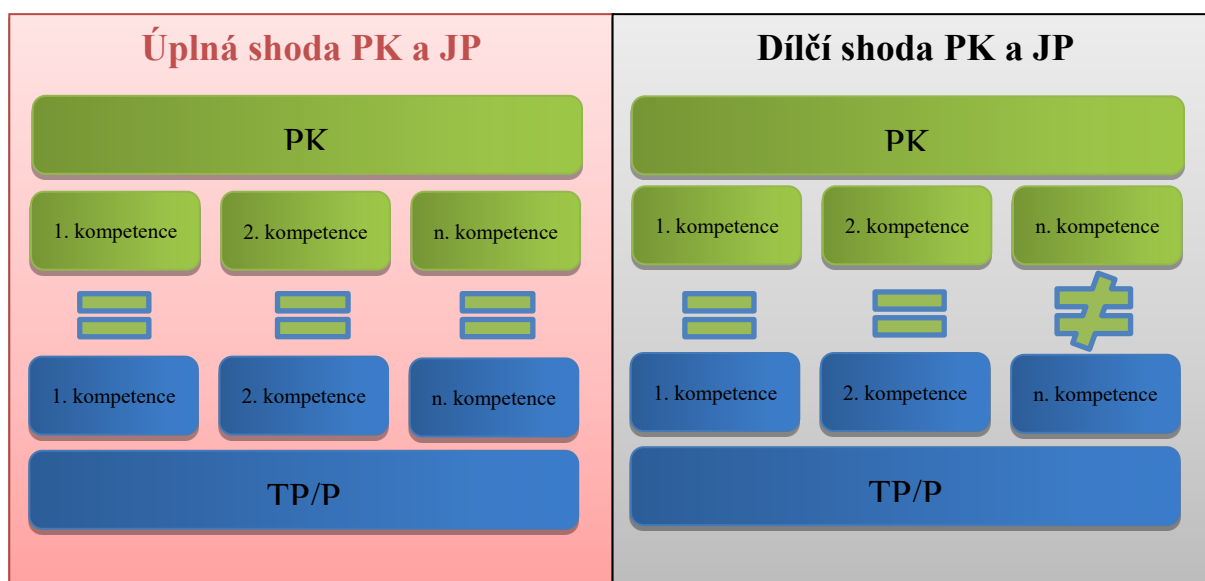 Úplná shoda PK a JP
PK
1. kompetence
2. kompetence
n. kompetence
1. kompetence
2. kompetence
n. kompetence
TP/P
Dílčí shoda PK a JP
PK
1. kompetence
2. kompetence
n. kompetence
1. kompetence
2. kompetence
n. kompetence
TP/P